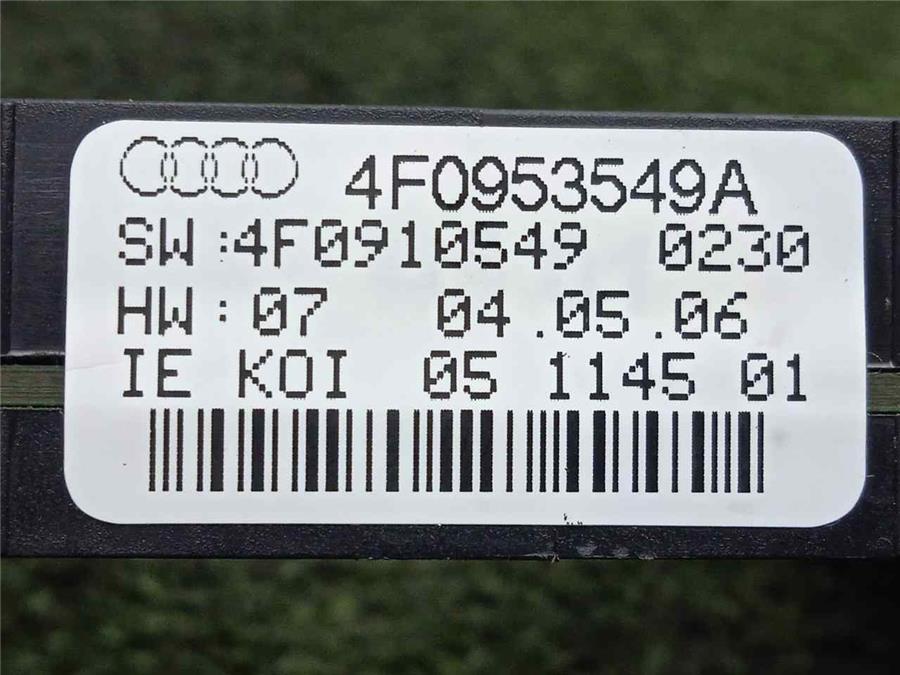 4F0953549A
SW :4F0910549 0230
HW : 07 04.05.06
IE KOI 05 1145 01